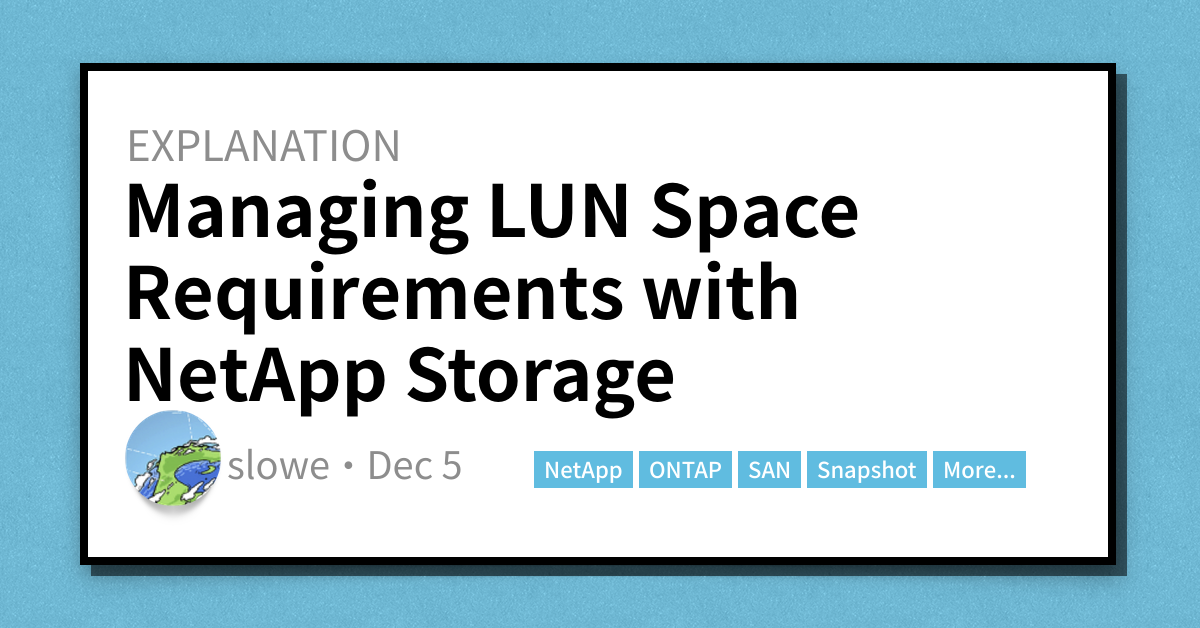 EXPLANATION
Managing LUN Space
Requirements with
NetApp Storage
slowe • Dec 5
NetApp ONTAP SAN Snapshot More...